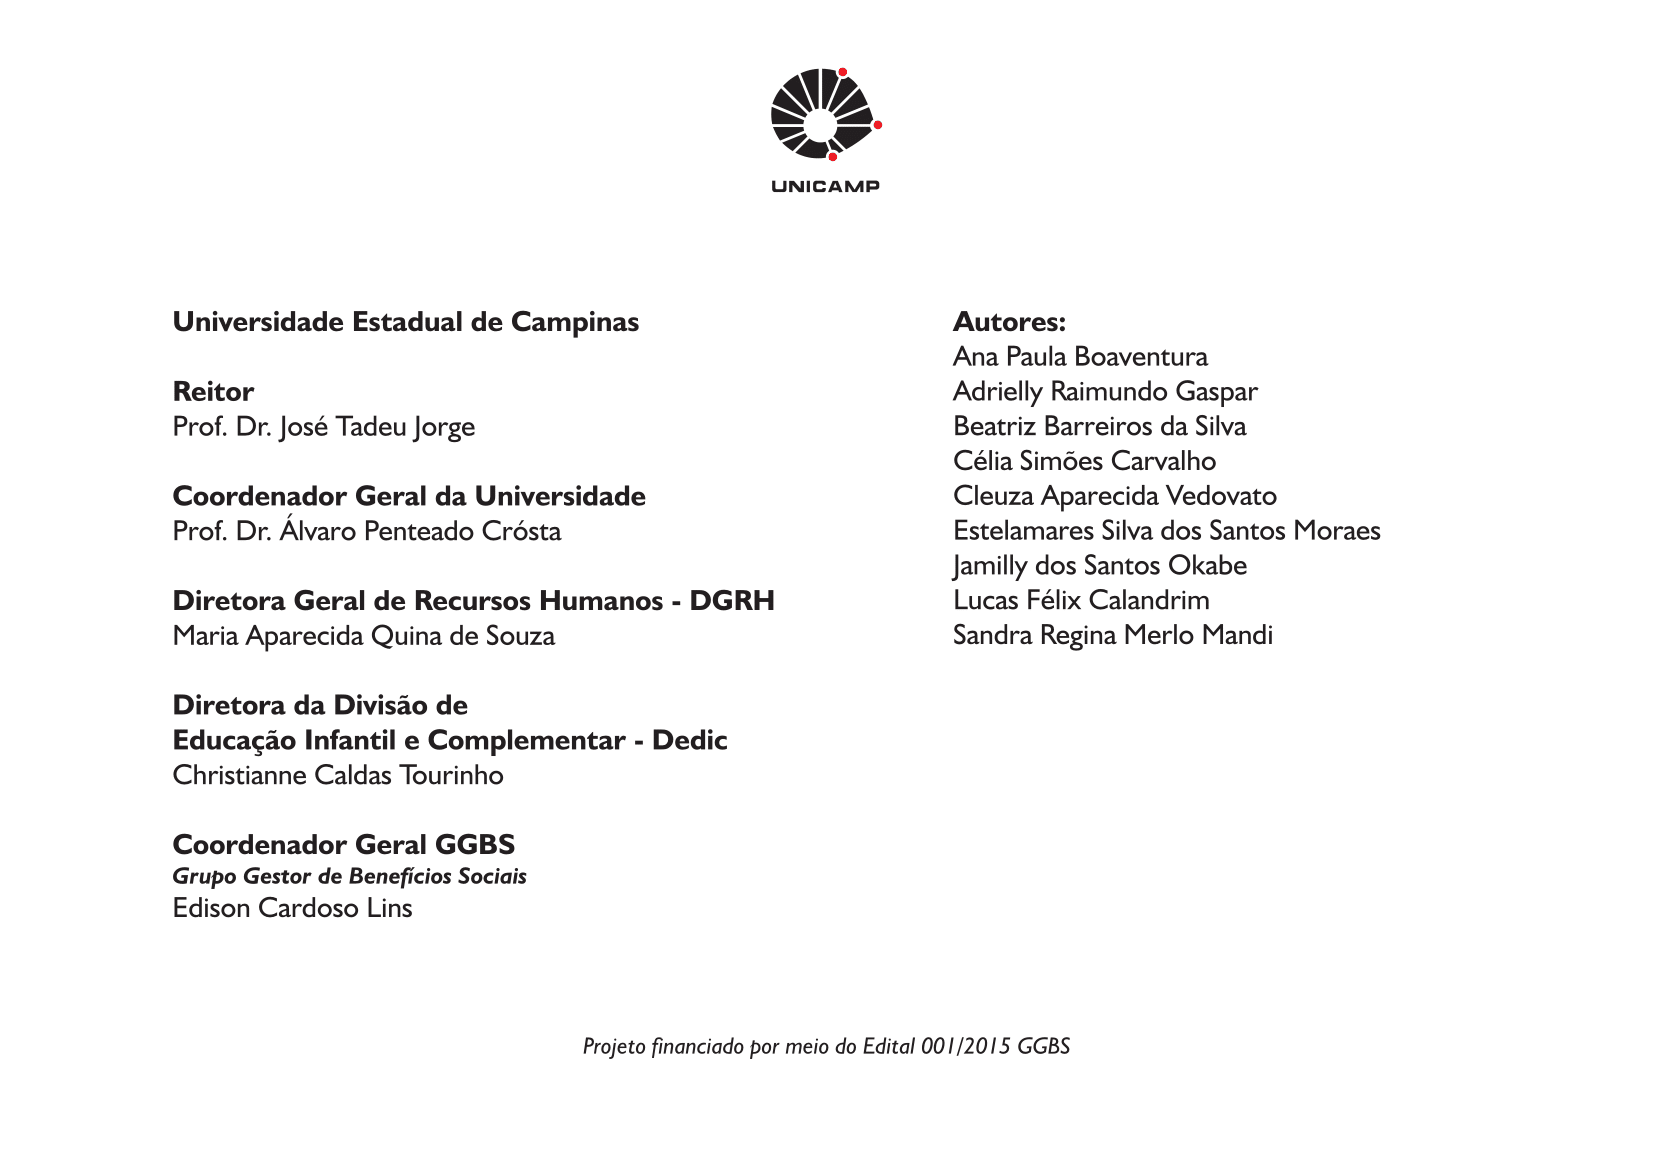 UNICAMP
Universidade Estadual de Campinas
Reitor
Prof. Dr. José Tadeu Jorge
Coordenador Geral da Universidade
Prof. Dr. Álvaro Penteado Crósta
Diretora Geral de Recursos Humanos - DGRH
Maria Aparecida Quina de Souza
Diretora da Divisão de
Educação Infantil e Complementar - Dedic
Christianne Caldas Tourinho
Coordenador Geral GGBS
Grupo Gestor de Benefícios Sociais
Edison Cardoso Lins
Autores:
Ana Paula Boaventura
Adrielly Raimundo Gaspar
Beatriz Barreiros da Silva
Célia Simões Carvalho
Cleuza Aparecida Vedovato
Estelamares Silva dos Santos Moraes
Jamilly dos Santos Okabe
Lucas Félix Calandrim
Sandra Regina Merlo Mandi
Projeto financiado por meio do Edital 001/2015 GGBS